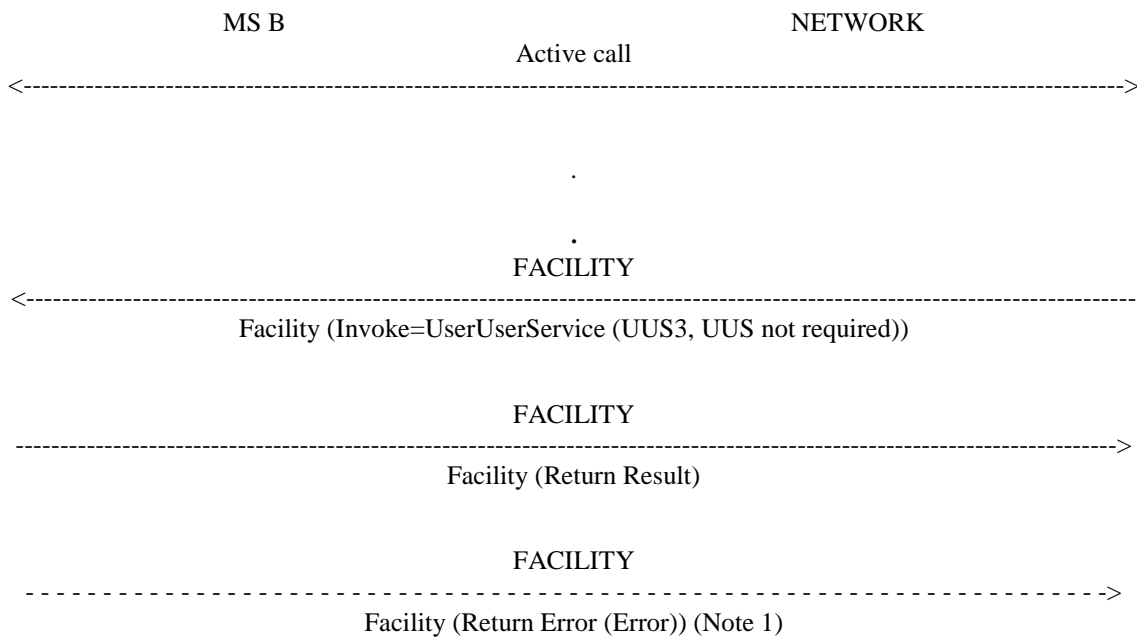 MS B NETWORK
Active call
<------------------------------------------------------------------------------------------------------------------------------>
.
.
FACILITY
<-------------------------------------------------------------------------------------------------------------------------------
Facility (Invoke=UserUserService (UUS3, UUS not required))
FACILITY
------------------------------------------------------------------------------------------------------------------------------->
Facility (Return Result)
FACILITY
- - - - - - - - - - - - - - - - - - - - - - - - - - - - - - - - - - - - - - - - - - - - - - - - - - - - - - - - - - - - - - - - - - - - - ->
Facility (Return Error (Error)) (Note 1)